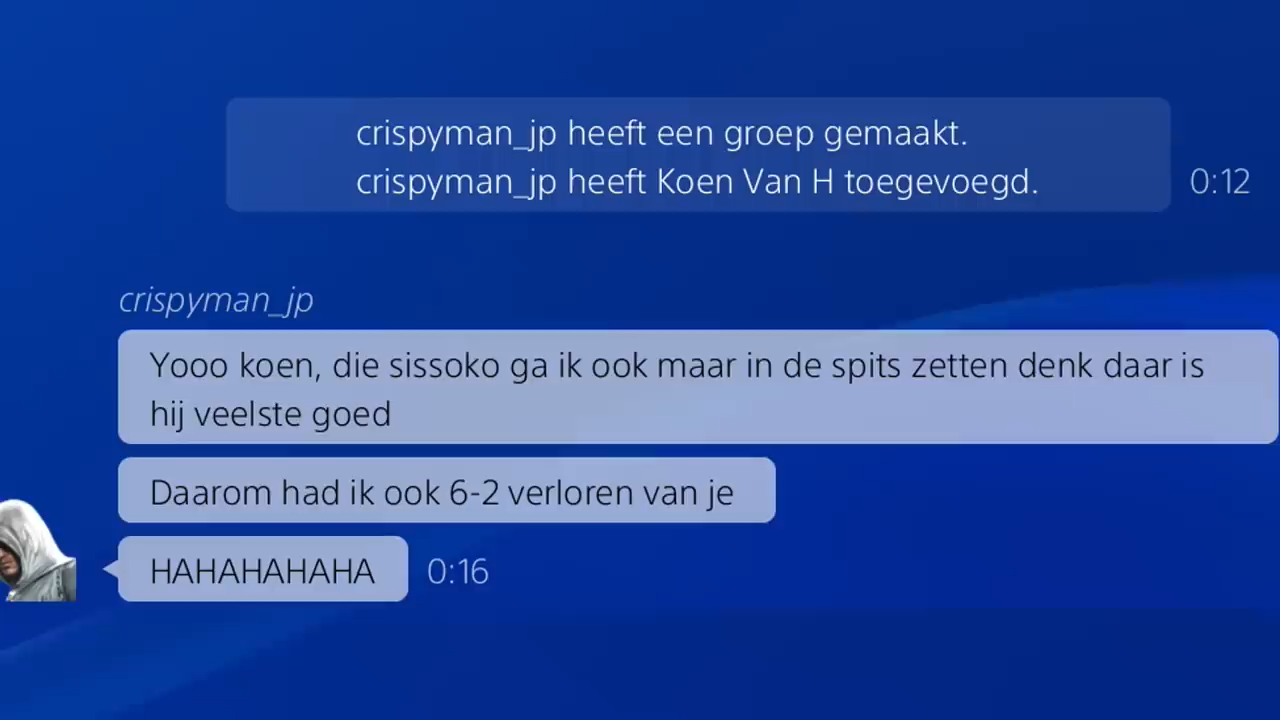 crispyman_jp heeft een groep gemaakt.
crispyman_jp heeft Koen Van H toegevoegd.
0:12
crispyman_jp
Yooo koen, die sissoko ga ik ook maar in de spits zetten denk daar is
hij veelste goed
Daarom had ik ook 6-2 verloren van je
HAHAHAHAHA
0:16